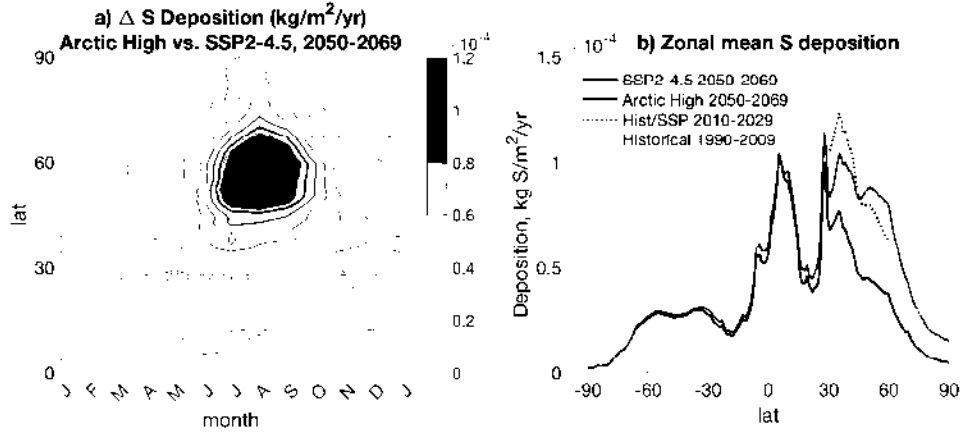 a) Δ S Deposition (kg/m²/yr)
Arctic High vs. SSP2-4.5, 2050-2069
90
60
30
0
lat
J F M A M J J A S O N D J
month
10⁻⁴
1.2
1
0.8
0.6
0.4
0.2
0
b) Zonal mean S deposition
10⁻⁴
1.5
1
0.5
0
Deposition, kg S/m²/yr
SSP2-4.5 2050-2069
Arctic High 2050-2069
Hist/SSP 2010-2029
Historical 1990-2009
-90 -60 -30 0 30 60 90
lat